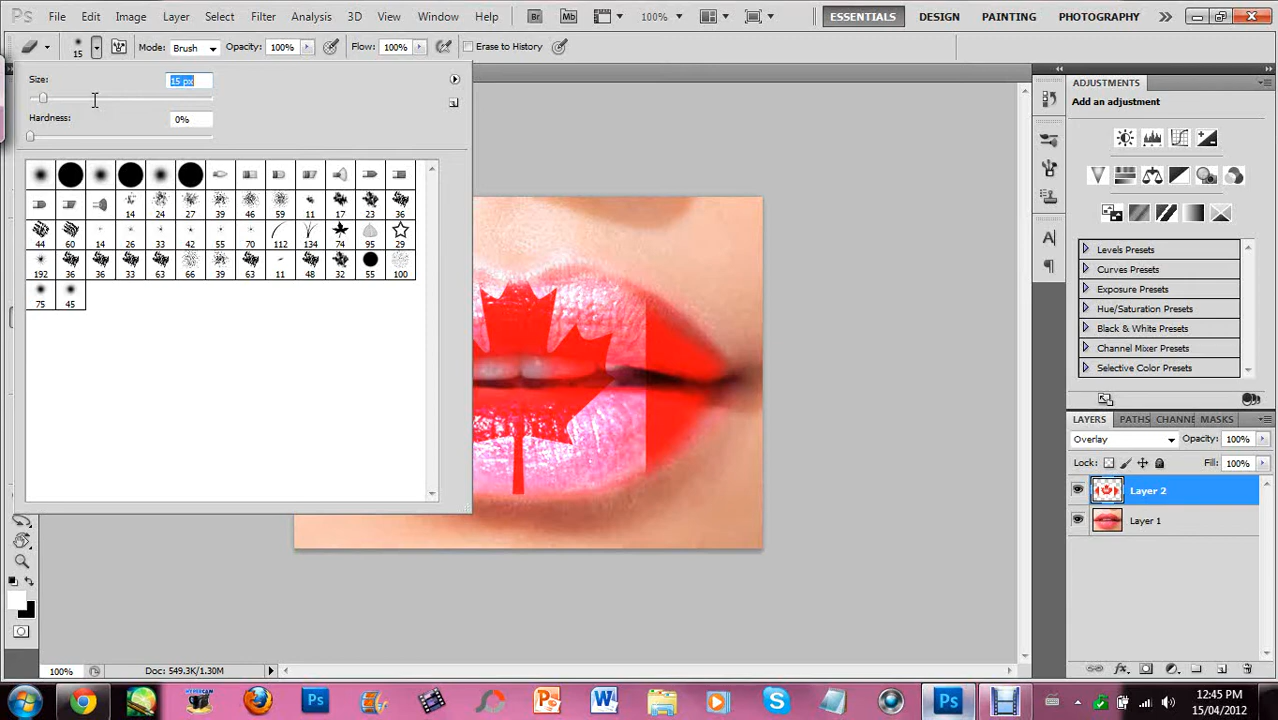 Ps File Edit Image Layer Select Filter Analysis 3D View Window Help Br Mb 100% ESSENTIALS DESIGN PAINTING PHOTOGRAPHY
15 Mode: Brush Opacity: 100% Flow: 100% Erase to History
Size: 15 px
Hardness: 0%
14 24 27 39 46 59 11 17 23 36
44 60 14 26 33 42 55 70 112 134 74 95 29
192 36 36 33 63 66 39 63 11 48 32 55 100
75 45
ADJUSTMENTS
Add an adjustment
Levels Presets
Curves Presets
Exposure Presets
Hue/Saturation Presets
Black & White Presets
Channel Mixer Presets
Selective Color Presets
LAYERS PATHS CHANNE MASKS
Overlay Opacity: 100%
Lock: Fill: 100%
Layer 2
Layer 1
100% Doc: 549.3K/1.30M
12:45 PM
15/04/2012